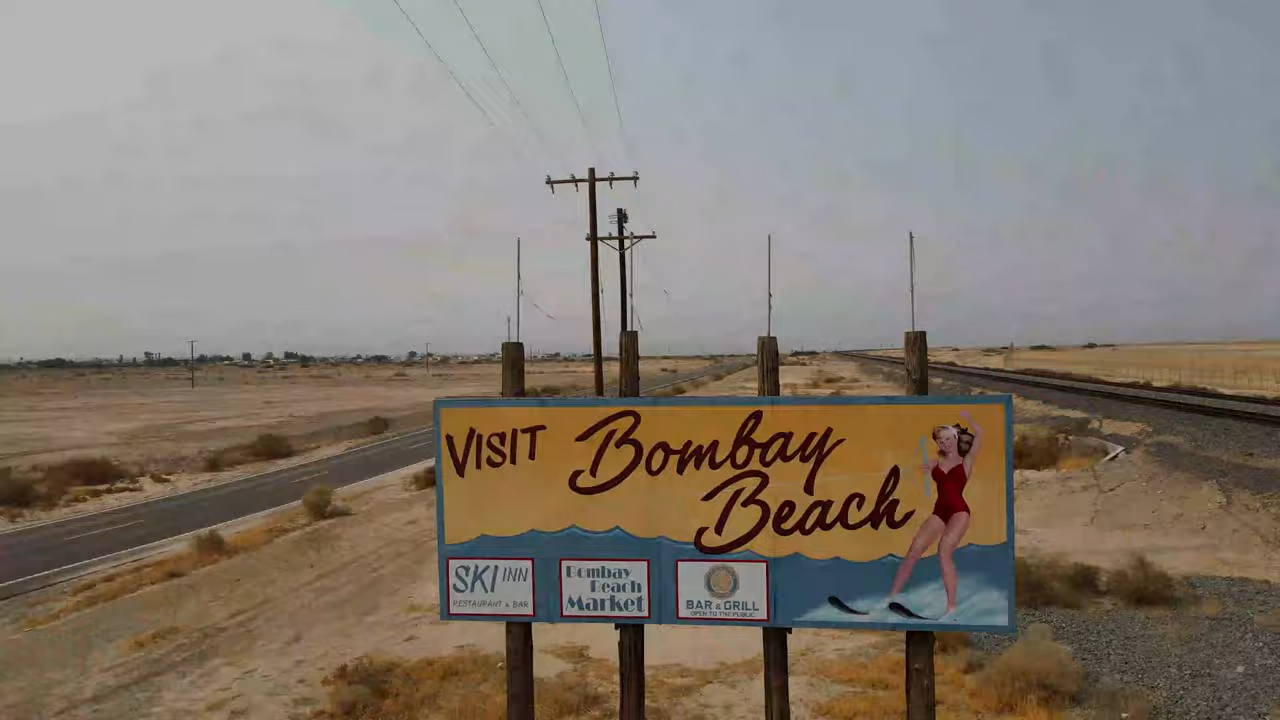 VISIT
Bombay
Beach
SKI INN
RESTAURANT & BAR
Bombay
Beach
Market
BAR & GRILL
OPEN TO THE PUBLIC